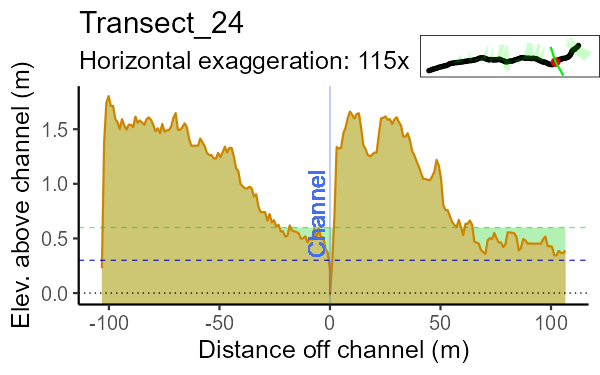 Transect_24
Horizontal exaggeration: 115x
Elev. above channel (m)
1.5
1.0
0.5
0.0
Channel
-100
-50
0
50
100
Distance off channel (m)